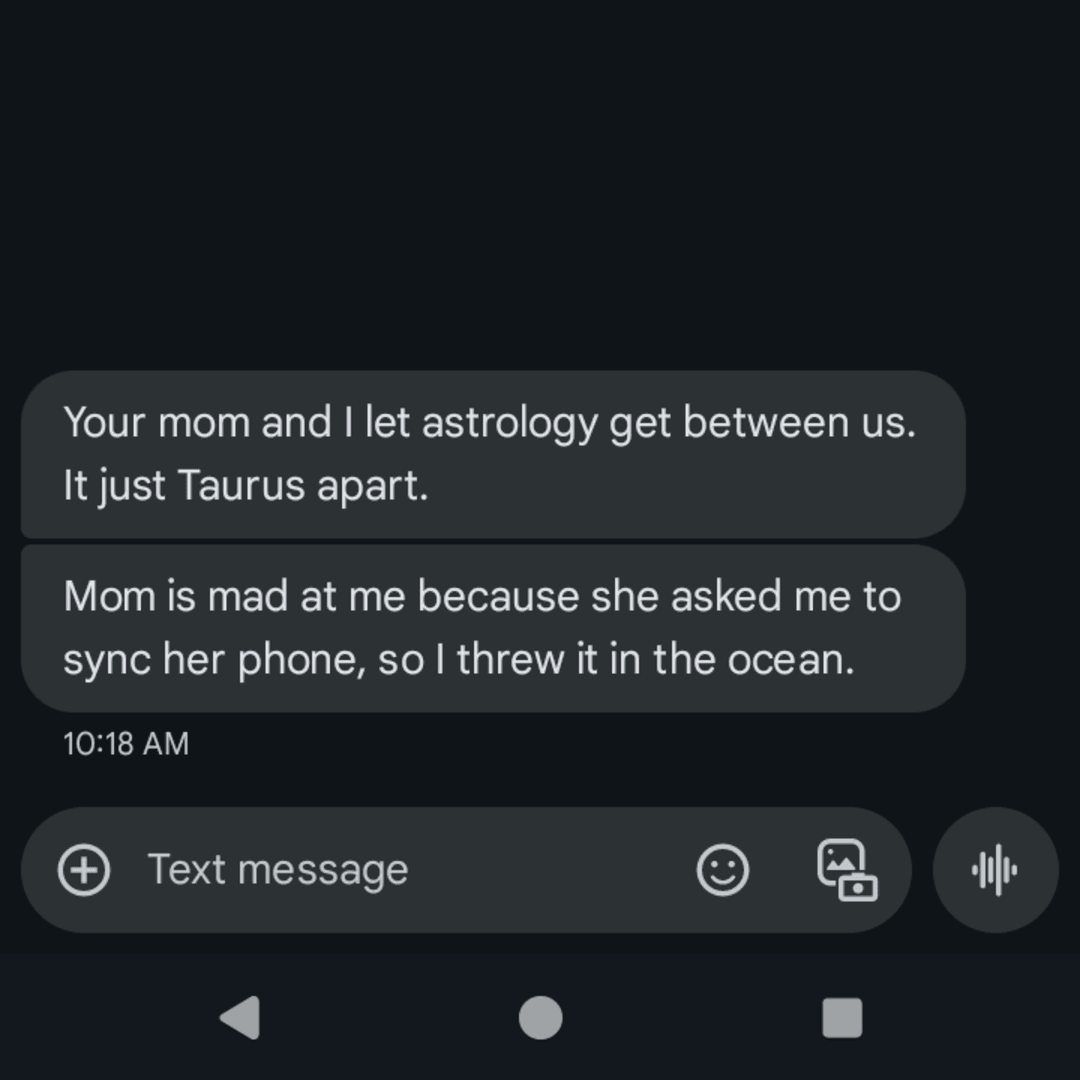 Your mom and I let astrology get between us.
It just Taurus apart.
Mom is mad at me because she asked me to
sync her phone, so I threw it in the ocean.
10:18 AM
Text message